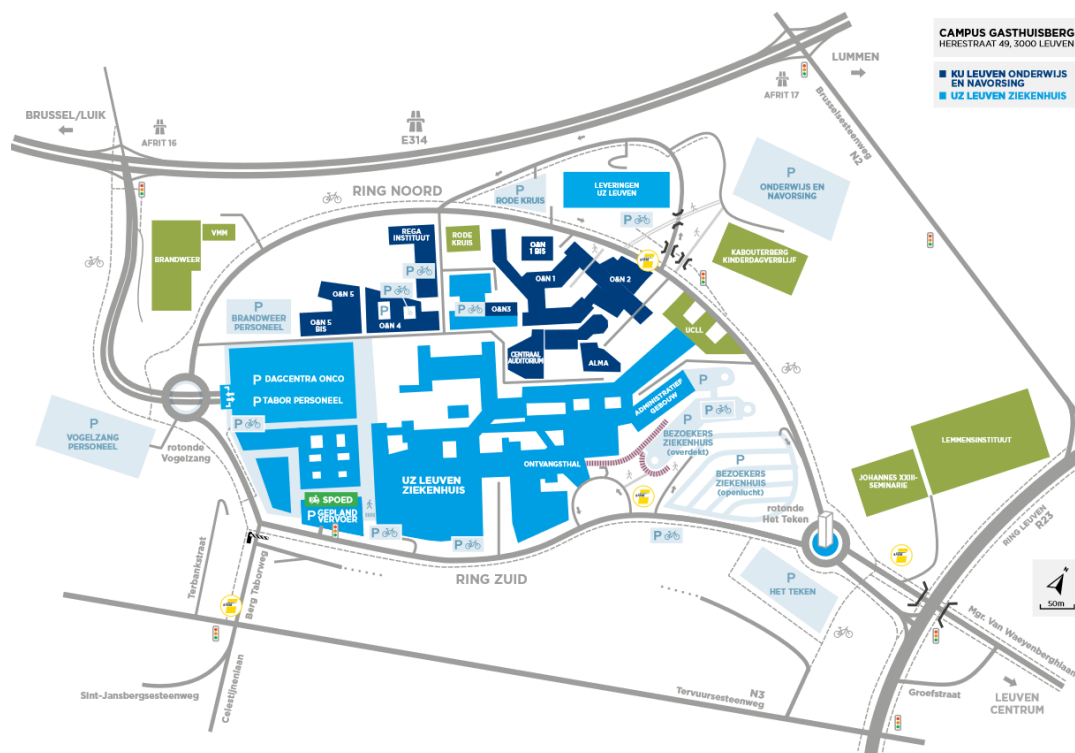 CAMPUS GASTHUISBERG
HERESTRAAT 49, 3000 LEUVEN
KU LEUVEN ONDERWIJS
EN NAVORSING
UZ LEUVEN ZIEKENHUIS
LUMMEN
AFRIT 17
Brusselsesteenweg
N2
BRUSSEL/LUIK
AFRIT 16
E314
RING NOORD
P
RODE KRUIS
LEVERINGEN
UZ LEUVEN
P
P
ONDERWIJS EN
NAVORSING
VMM
BRANDWEER
REGA
INSTITUUT
RODE
KRUIS
O&N
1 BIS
O&N 1
O&N 2
KABOUTERBERG
KINDERDAGVERBLIJF
P
P
P
BRANDWEER
PERSONEEL
O&N 5
O&N 5
BIS
P
O&N 4
P
O&N3
UCLL
CENTRAAL
AUDITORIUM
ALMA
P DAGCENTRA ONCO
P TABOR PERSONEEL
P
ADMINISTRATIEF
GEBOUW
P
P
P
BEZOEKERS
ZIEKENHUIS
(overdekt)
P
VOGELZANG
PERSONEEL
rotonde
Vogelzang
ONTVANGSTHAL
P
BEZOEKERS
ZIEKENHUIS
(openlucht)
LEMMENSINSTITUUT
JOHANNES XXIII-
SEMINARIE
UZ LEUVEN
ZIEKENHUIS
SPOED
P GEPLAND
VERVOER
P
P
P
rotonde
Het Teken
RING LEUVEN
R23
RING ZUID
Terbankstraat
Berg Taborweg
P
HET TEKEN
50m
Mgr. Van Waeyenberghlaan
Sint-Jansbergsesteenweg
Celestijnenlaan
Tervuursesteenweg
N3
Groefstraat
LEUVEN
CENTRUM